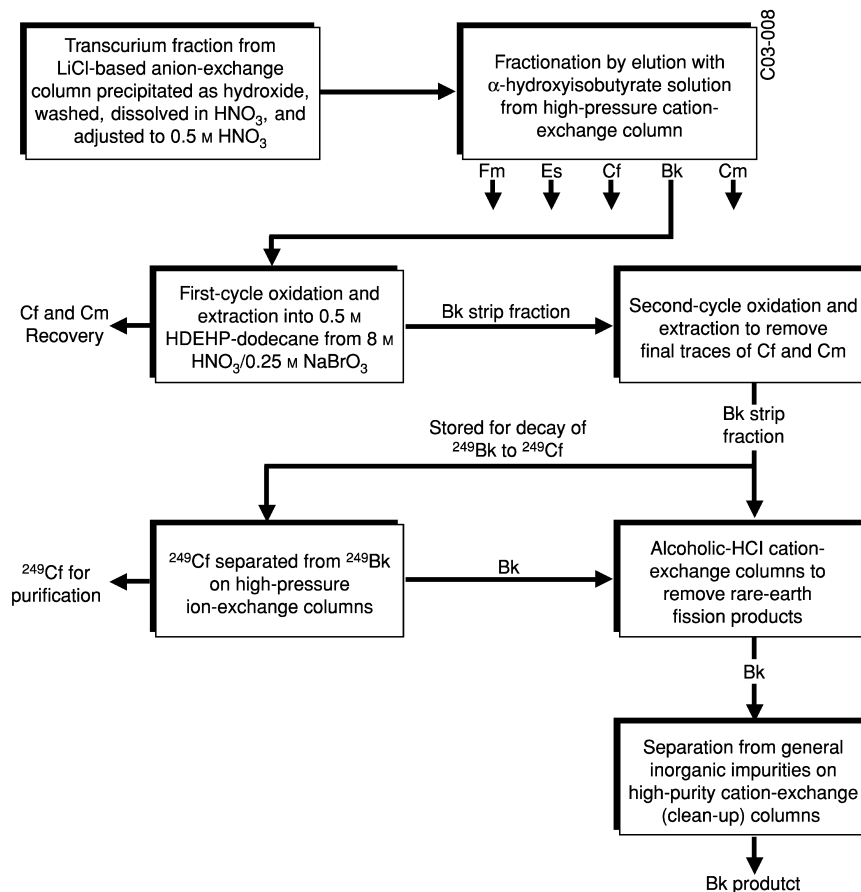 Transcurium fraction from
LiCl-based anion-exchange
column precipitated as hydroxide,
washed, dissolved in HNO₃, and
adjusted to 0.5 M HNO₃
Fractionation by elution with
α-hydroxyisobutyrate solution
from high-pressure cation-
exchange column
C03-008
Fm Es Cf Bk Cm
Cf and Cm
Recovery
First-cycle oxidation and
extraction into 0.5 M
HDEHP-dodecane from 8 M
HNO₃/0.25 M NaBrO₃
Bk strip fraction
Second-cycle oxidation and
extraction to remove
final traces of Cf and Cm
Bk strip
fraction
Stored for decay of
²⁴⁹Bk to ²⁴⁹Cf
²⁴⁹Cf for
purification
²⁴⁹Cf separated from ²⁴⁹Bk
on high-pressure
ion-exchange columns
Bk
Alcoholic-HCl cation-
exchange columns to
remove rare-earth
fission products
Bk
Separation from general
inorganic impurities on
high-purity cation-exchange
(clean-up) columns
Bk produtct